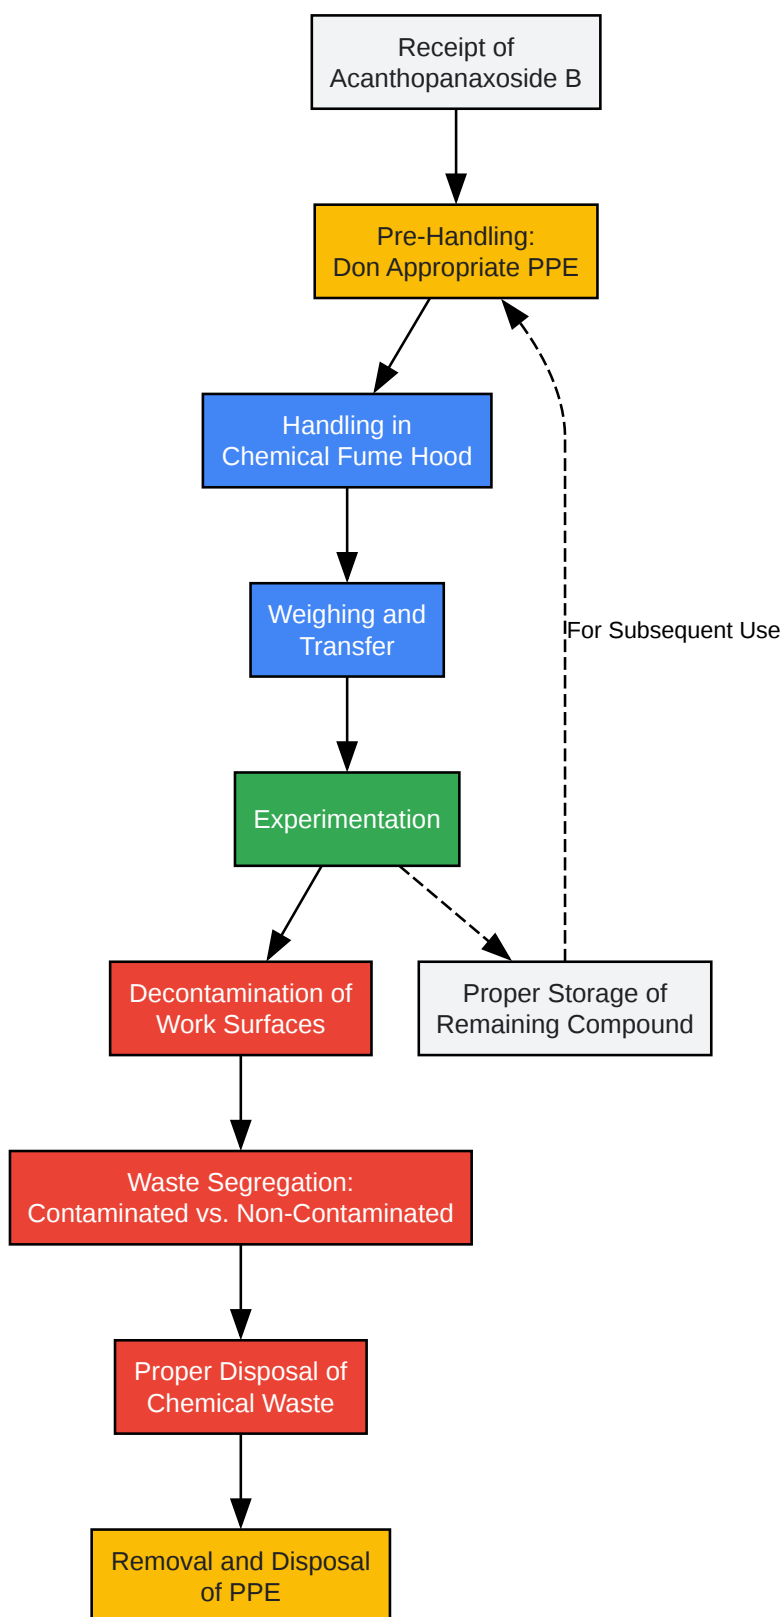 Receipt of
Acanthopanaxoside B
Pre-Handling:
Don Appropriate PPE
Handling in
Chemical Fume Hood
Weighing and
Transfer
For Subsequent Use
Experimentation
Decontamination of
Work Surfaces
Proper Storage of
Remaining Compound
Waste Segregation:
Contaminated vs. Non-Contaminated
Proper Disposal of
Chemical Waste
Removal and Disposal
of PPE